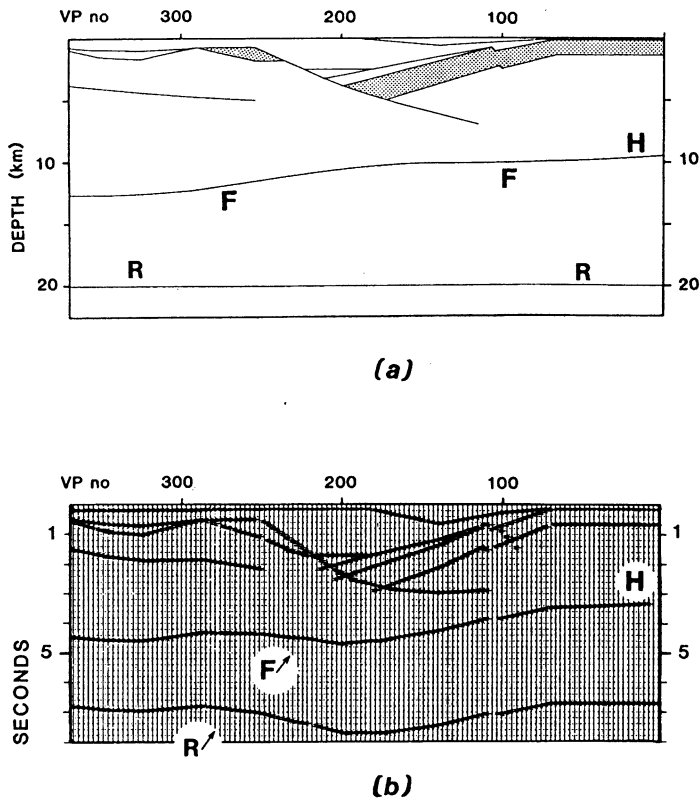 VP no 300 200 100
DEPTH (km)
10 10
20 20
H
F F
R R
(a)
VP no 300 200 100
SECONDS
1 1
5 5
H
F
R
(b)